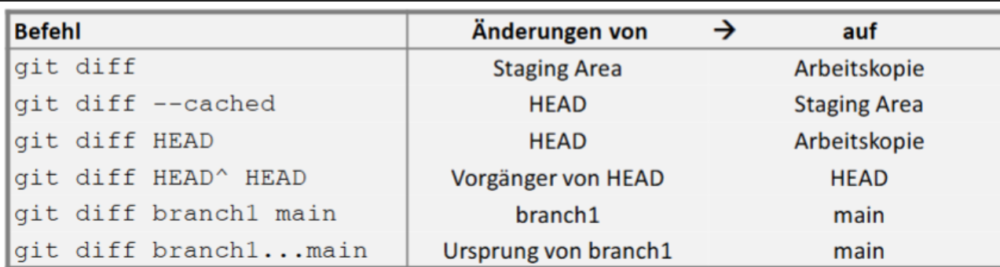 Befehl Änderungen von → auf
git diff Staging Area Arbeitskopie
git diff --cached HEAD Staging Area
git diff HEAD HEAD Arbeitskopie
git diff HEAD^ HEAD Vorgänger von HEAD HEAD
git diff branch1 main branch1 main
git diff branch1...main Ursprung von branch1 main